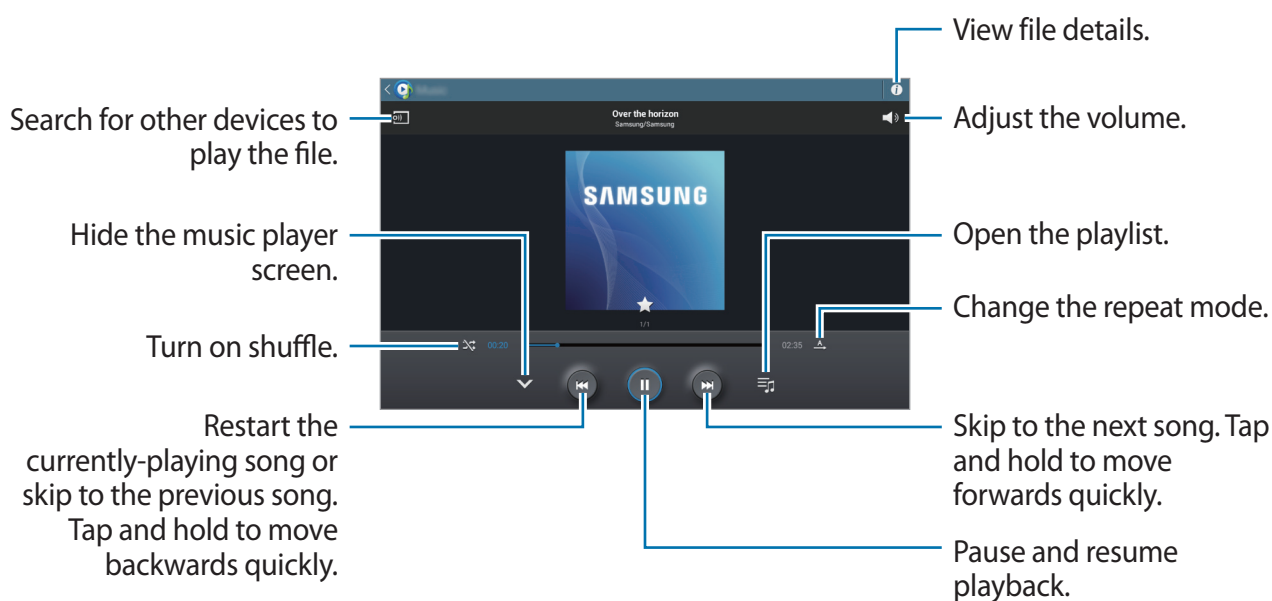 View file details.
Search for other devices to
play the file.
Adjust the volume.
Hide the music player
screen.
Open the playlist.
Change the repeat mode.
Turn on shuffle.
Restart the
currently-playing song or
skip to the previous song.
Tap and hold to move
backwards quickly.
Skip to the next song. Tap
and hold to move
forwards quickly.
Pause and resume
playback.
Music
Over the horizon
Samsung/Samsung
SAMSUNG
1/1
00:20
02:35
A